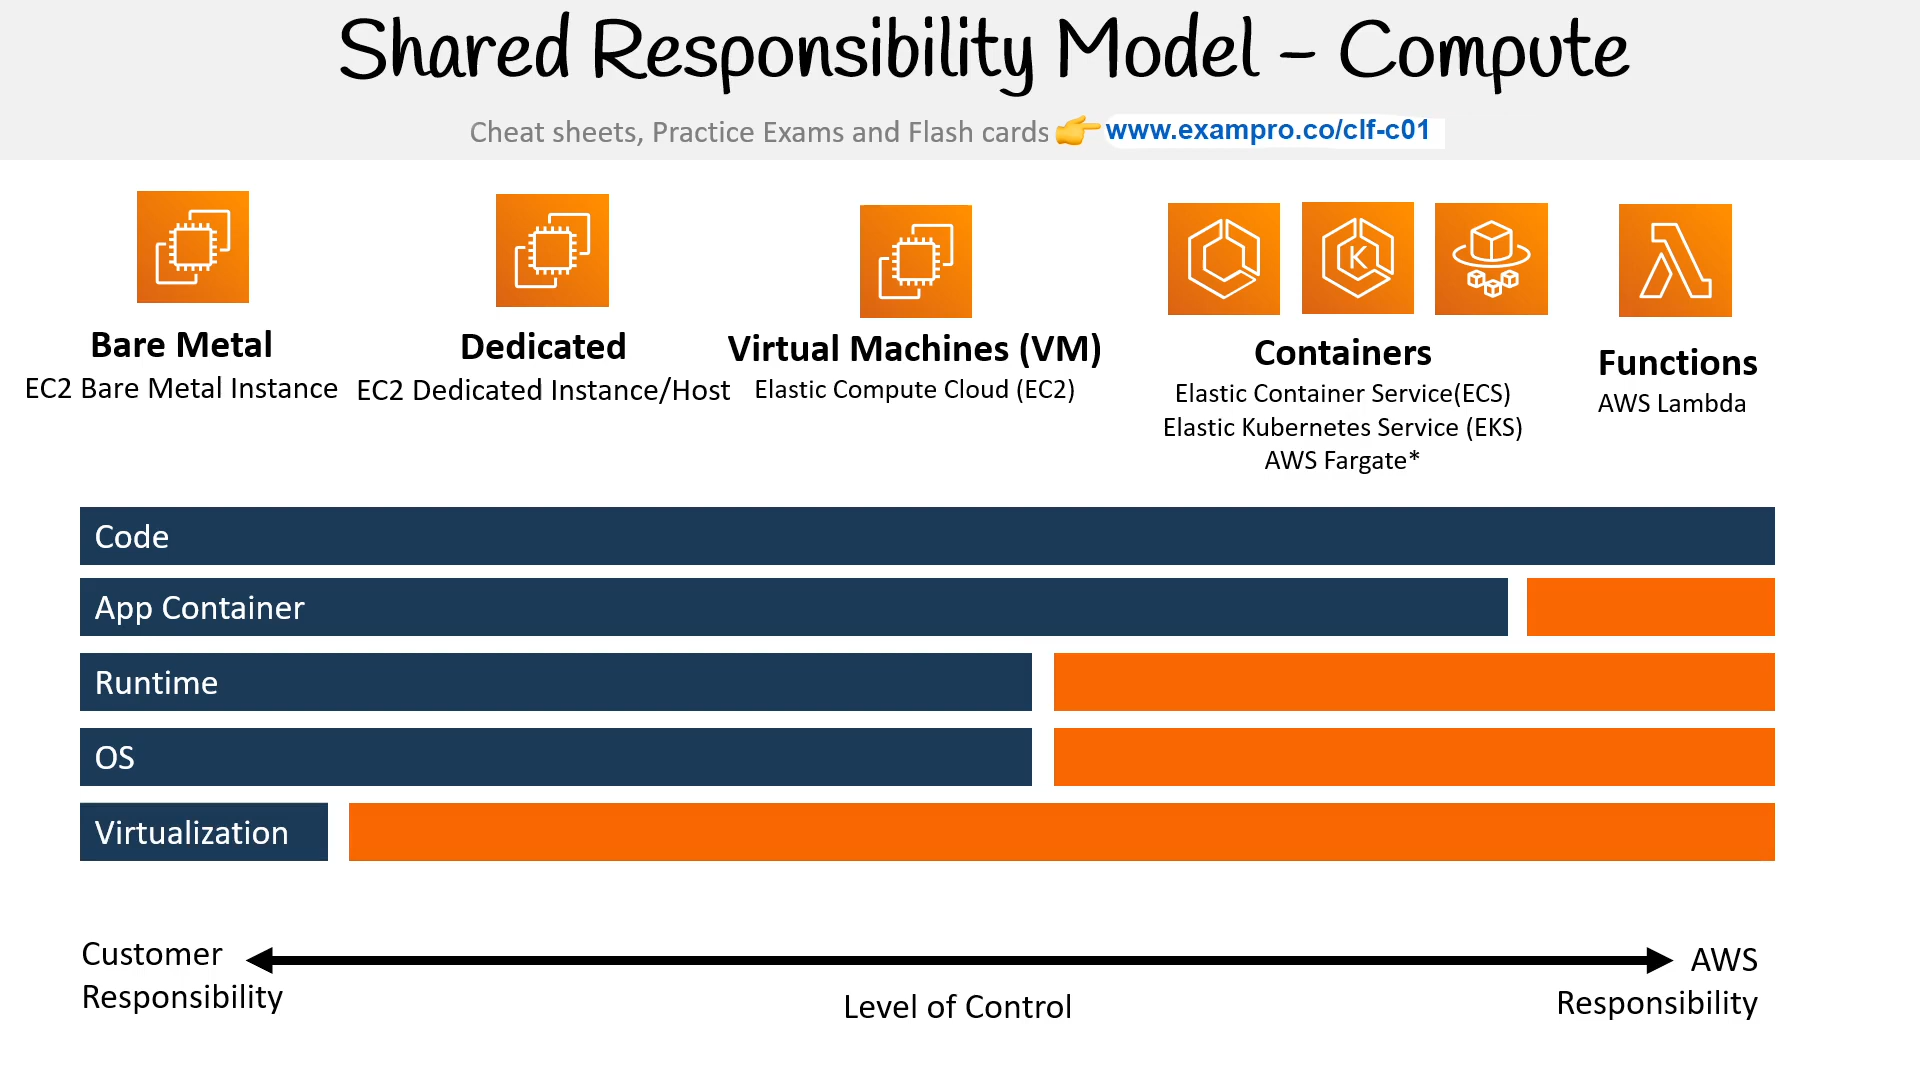 Shared Responsibility Model – Compute
Cheat sheets, Practice Exams and Flash cards 👉 www.exampro.co/clf-c01
Bare Metal
EC2 Bare Metal Instance
Dedicated
EC2 Dedicated Instance/Host
Virtual Machines (VM)
Elastic Compute Cloud (EC2)
K
Containers
Elastic Container Service(ECS)
Elastic Kubernetes Service (EKS)
AWS Fargate*
Functions
AWS Lambda
Code
App Container
Runtime
OS
Virtualization
Customer
Responsibility
Level of Control
AWS
Responsibility